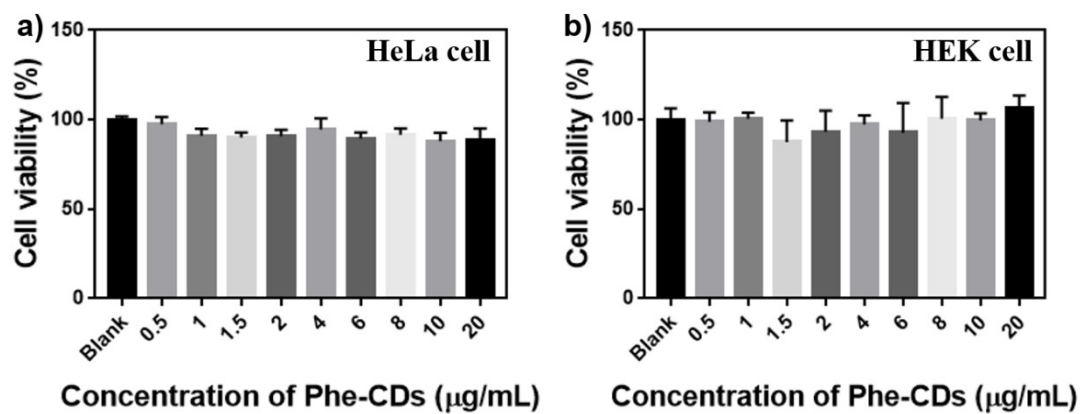 a)
HeLa cell
Cell viability (%)
150
100
50
0
Blank 0.5 1 1.5 2 4 6 8 10 20
Concentration of Phe-CDs (μg/mL)
b)
HEK cell
Cell viability (%)
150
100
50
0
Blank 0.5 1 1.5 2 4 6 8 10 20
Concentration of Phe-CDs (μg/mL)